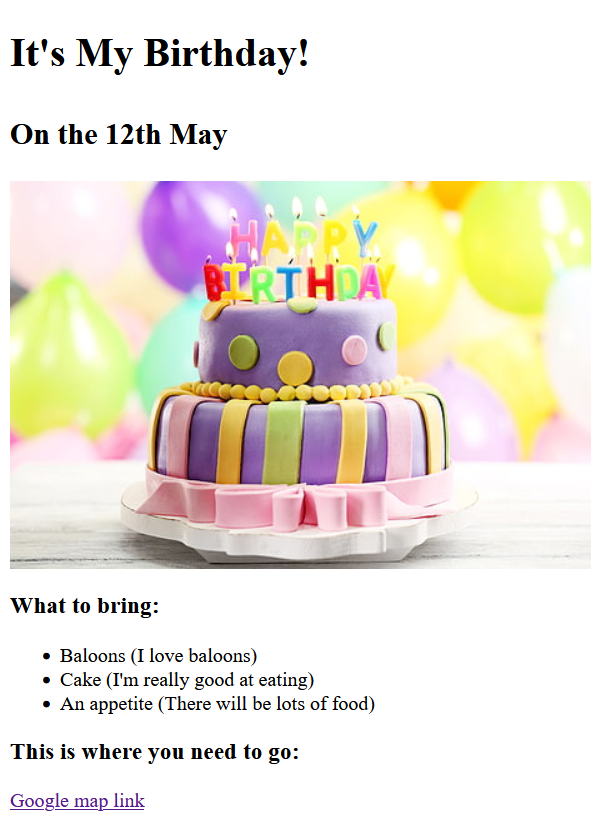 It's My Birthday!
On the 12th May
HAPPY
BIRTHDAY
What to bring:
Baloons (I love baloons)
Cake (I'm really good at eating)
An appetite (There will be lots of food)
This is where you need to go:
Google map link